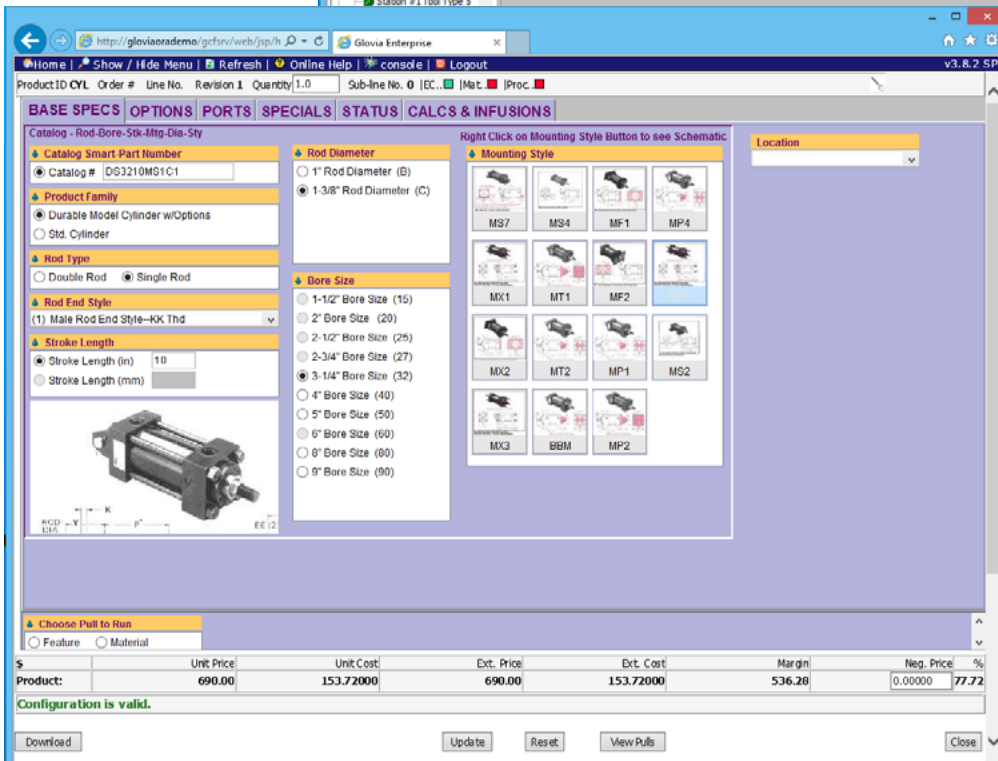 Station #1 Tool Type 5
http://gloviaorademo/gcfsrv/web/jsp/h
Glovia Enterprise
Home | Show / Hide Menu | Refresh | Online Help | console | Logout
v3.8.2 SP
Product ID CYL Order # Line No. Revision 1 Quantity 1.0 Sub-line No. 0 |EC.. |Mat. |Proc..
BASE SPECS OPTIONS PORTS SPECIALS STATUS CALCS & INFUSIONS
Catalog - Rod-Bore-Stk-Mtg-Dia-Sty
Right Click on Mounting Style Button to see Schematic
Catalog Smart-Part Number
Catalog # DS3210MS1C1
Product Family
Durable Model Cylinder w/Options
Std. Cylinder
Rod Type
Double Rod Single Rod
Rod End Style
(1) Male Rod End Style--KK Thd
Stroke Length
Stroke Length (in) 10
Stroke Length (mm)
K
ROD
DIA
Y
P
EE (2)
Rod Diameter
1" Rod Diameter (B)
1-3/8" Rod Diameter (C)
Bore Size
1-1/2" Bore Size (15)
2" Bore Size (20)
2-1/2" Bore Size (25)
2-3/4" Bore Size (27)
3-1/4" Bore Size (32)
4" Bore Size (40)
5" Bore Size (50)
6" Bore Size (60)
8" Bore Size (80)
9" Bore Size (90)
Mounting Style
MS7 MS4 MF1 MP4
MX1 MT1 MF2
MX2 MT2 MP1 MS2
MX3 BBM MP2
Location
Choose Pull to Run
Feature Material
$ Unit Price Unit Cost Ext. Price Ext. Cost Margin Neg. Price %
Product: 690.00 153.72000 690.00 153.72000 536.28 0.00000 77.72
Configuration is valid.
Download Update Reset View Pulls Close